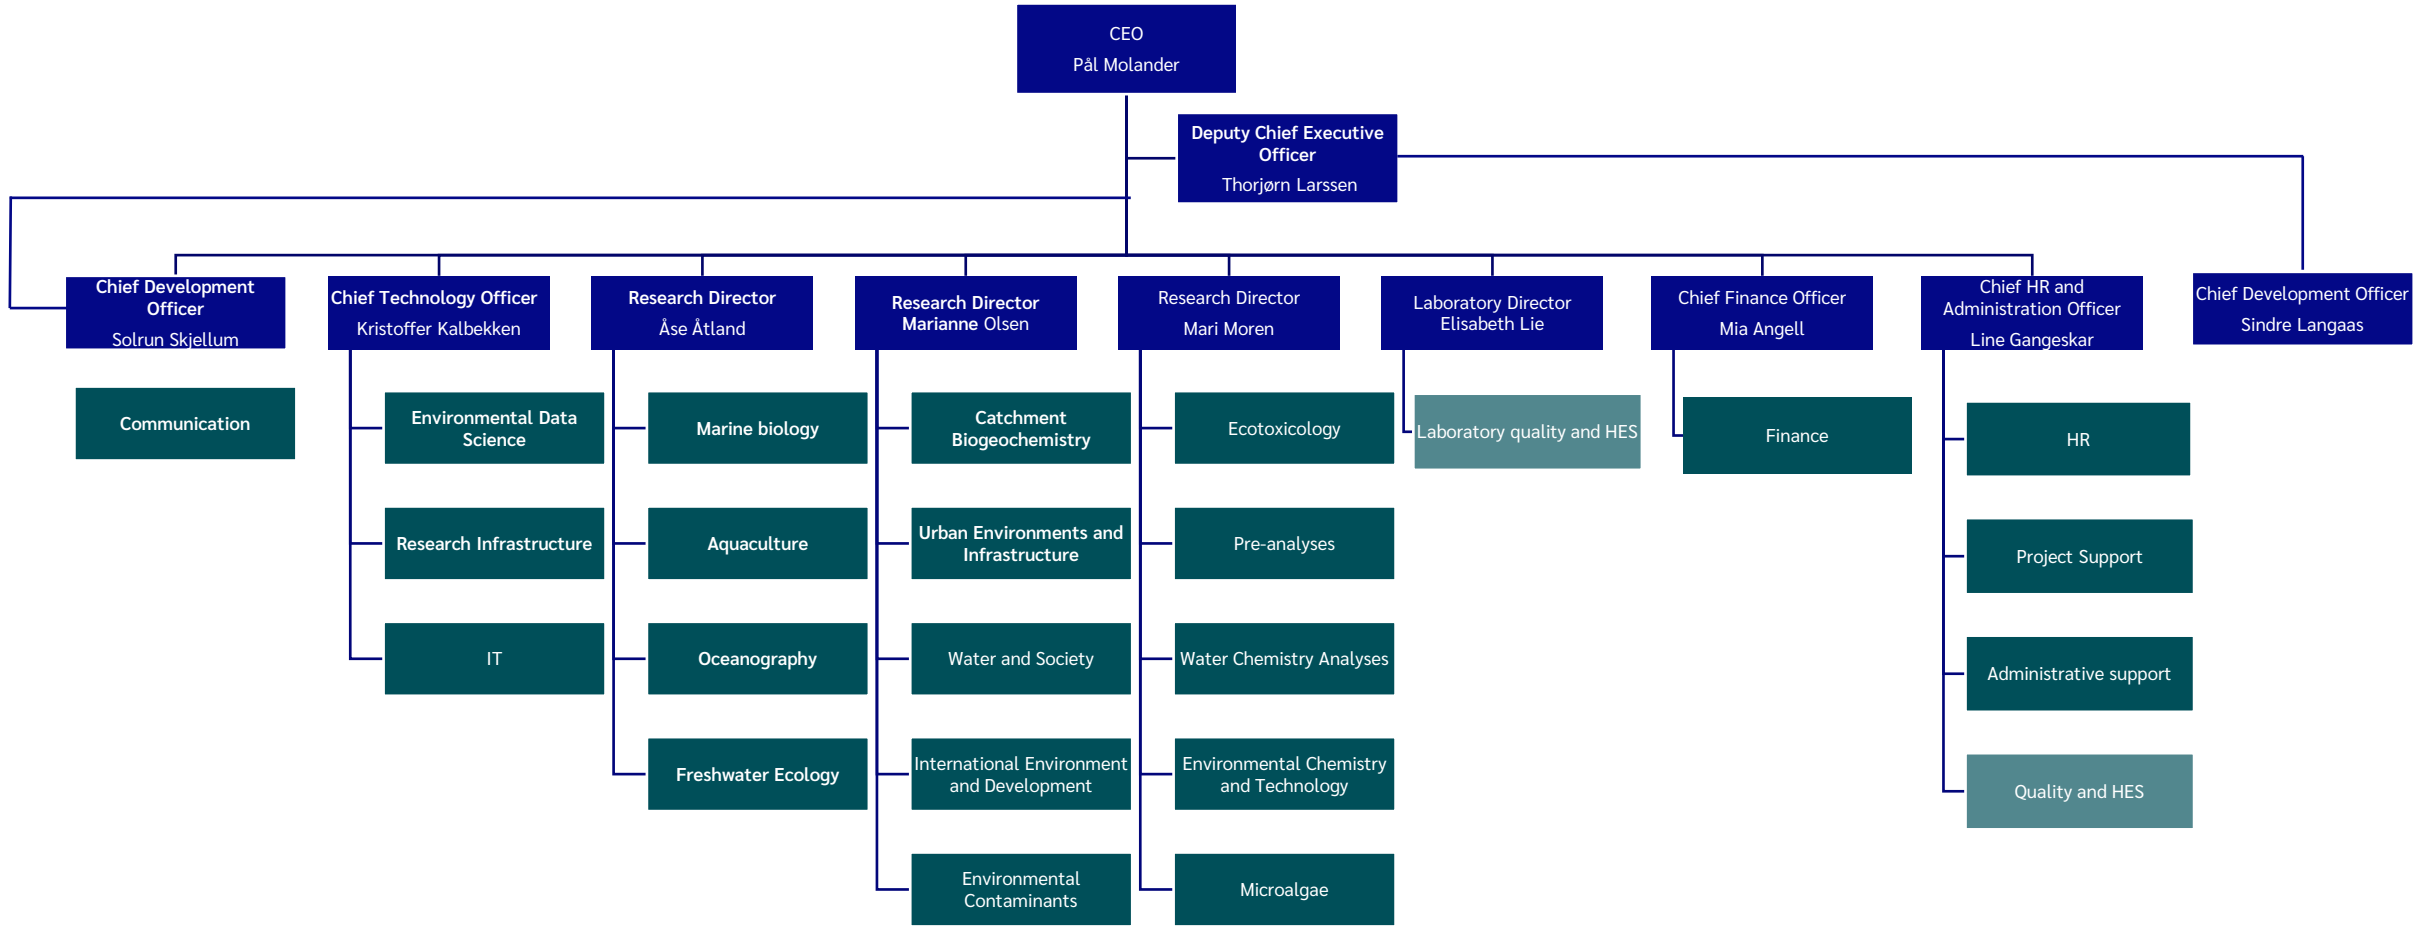 CEO
Pål Molander
Deputy Chief Executive
Officer
Thorjørn Larssen
Chief Development
Officer
Solrun Skjellum
Chief Technology Officer
Kristoffer Kalbekken
Research Director
Åse Åtland
Research Director
Marianne Olsen
Research Director
Mari Moren
Laboratory Director
Elisabeth Lie
Chief Finance Officer
Mia Angell
Chief HR and
Administration Officer
Line Gangeskar
Chief Development Officer
Sindre Langaas
Communication
Environmental Data
Science
Research Infrastructure
IT
Marine biology
Aquaculture
Oceanography
Freshwater Ecology
Catchment
Biogeochemistry
Urban Environments and
Infrastructure
Water and Society
International Environment
and Development
Environmental
Contaminants
Ecotoxicology
Pre-analyses
Water Chemistry Analyses
Environmental Chemistry
and Technology
Microalgae
Laboratory quality and HES
Finance
HR
Project Support
Administrative support
Quality and HES